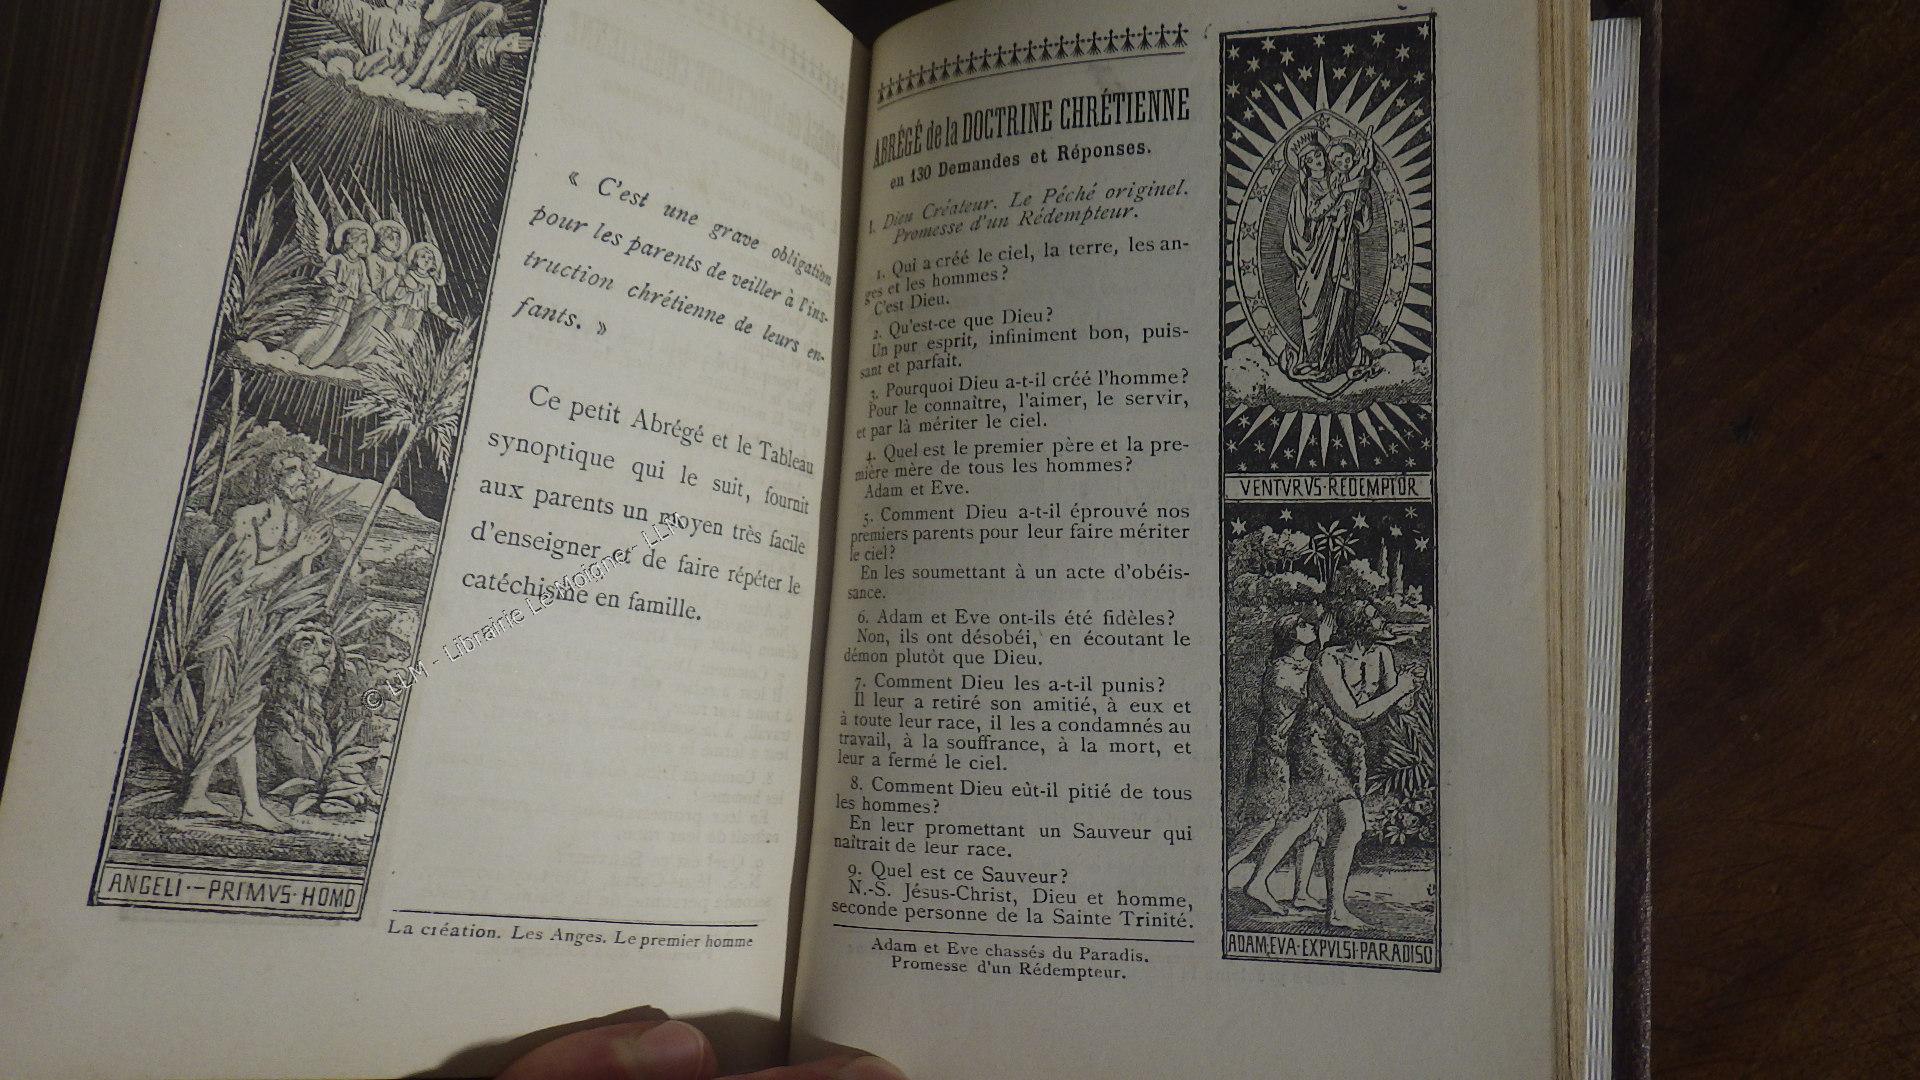 « C'est une grave obligation
pour les parents de veiller à l'ins-
truction chrétienne de leurs en-
fants. »
Ce petit Abrégé et le Tableau
synoptique qui le suit, fournit
aux parents un moyen très facile
d'enseigner et de faire répéter le
catéchisme en famille.
ANGELI·—PRIMVS·HOMO
La création. Les Anges. Le premier homme
© LLM - Librairie Le Moigne - LLM
ABRÉGÉ de la DOCTRINE CHRÉTIENNE
en 130 Demandes et Réponses.
I. Dieu Créateur. Le Péché originel.
Promesse d'un Rédempteur.
1. Qui a créé le ciel, la terre, les an-
ges et les hommes?
C'est Dieu.
2. Qu'est-ce que Dieu?
Un pur esprit, infiniment bon, puis-
sant et parfait.
3. Pourquoi Dieu a-t-il créé l'homme?
Pour le connaître, l'aimer, le servir,
et par là mériter le ciel.
4. Quel est le premier père et la pre-
mière mère de tous les hommes?
Adam et Eve.
5. Comment Dieu a-t-il éprouvé nos
premiers parents pour leur faire mériter
le ciel?
En les soumettant à un acte d'obéis-
sance.
6. Adam et Eve ont-ils été fidèles?
Non, ils ont désobéi, en écoutant le
démon plutôt que Dieu.
7. Comment Dieu les a-t-il punis?
Il leur a retiré son amitié, à eux et
à toute leur race, il les a condamnés au
travail, à la souffrance, à la mort, et
leur a fermé le ciel.
8. Comment Dieu eût-il pitié de tous
les hommes?
En leur promettant un Sauveur qui
naîtrait de leur race.
9. Quel est ce Sauveur?
N.-S. Jésus-Christ, Dieu et homme,
seconde personne de la Sainte Trinité.
Adam et Eve chassés du Paradis.
Promesse d'un Rédempteur.
VENTVRVS·REDEMPTOR
ADAM·EVA·EXPVLSI·PARADISO